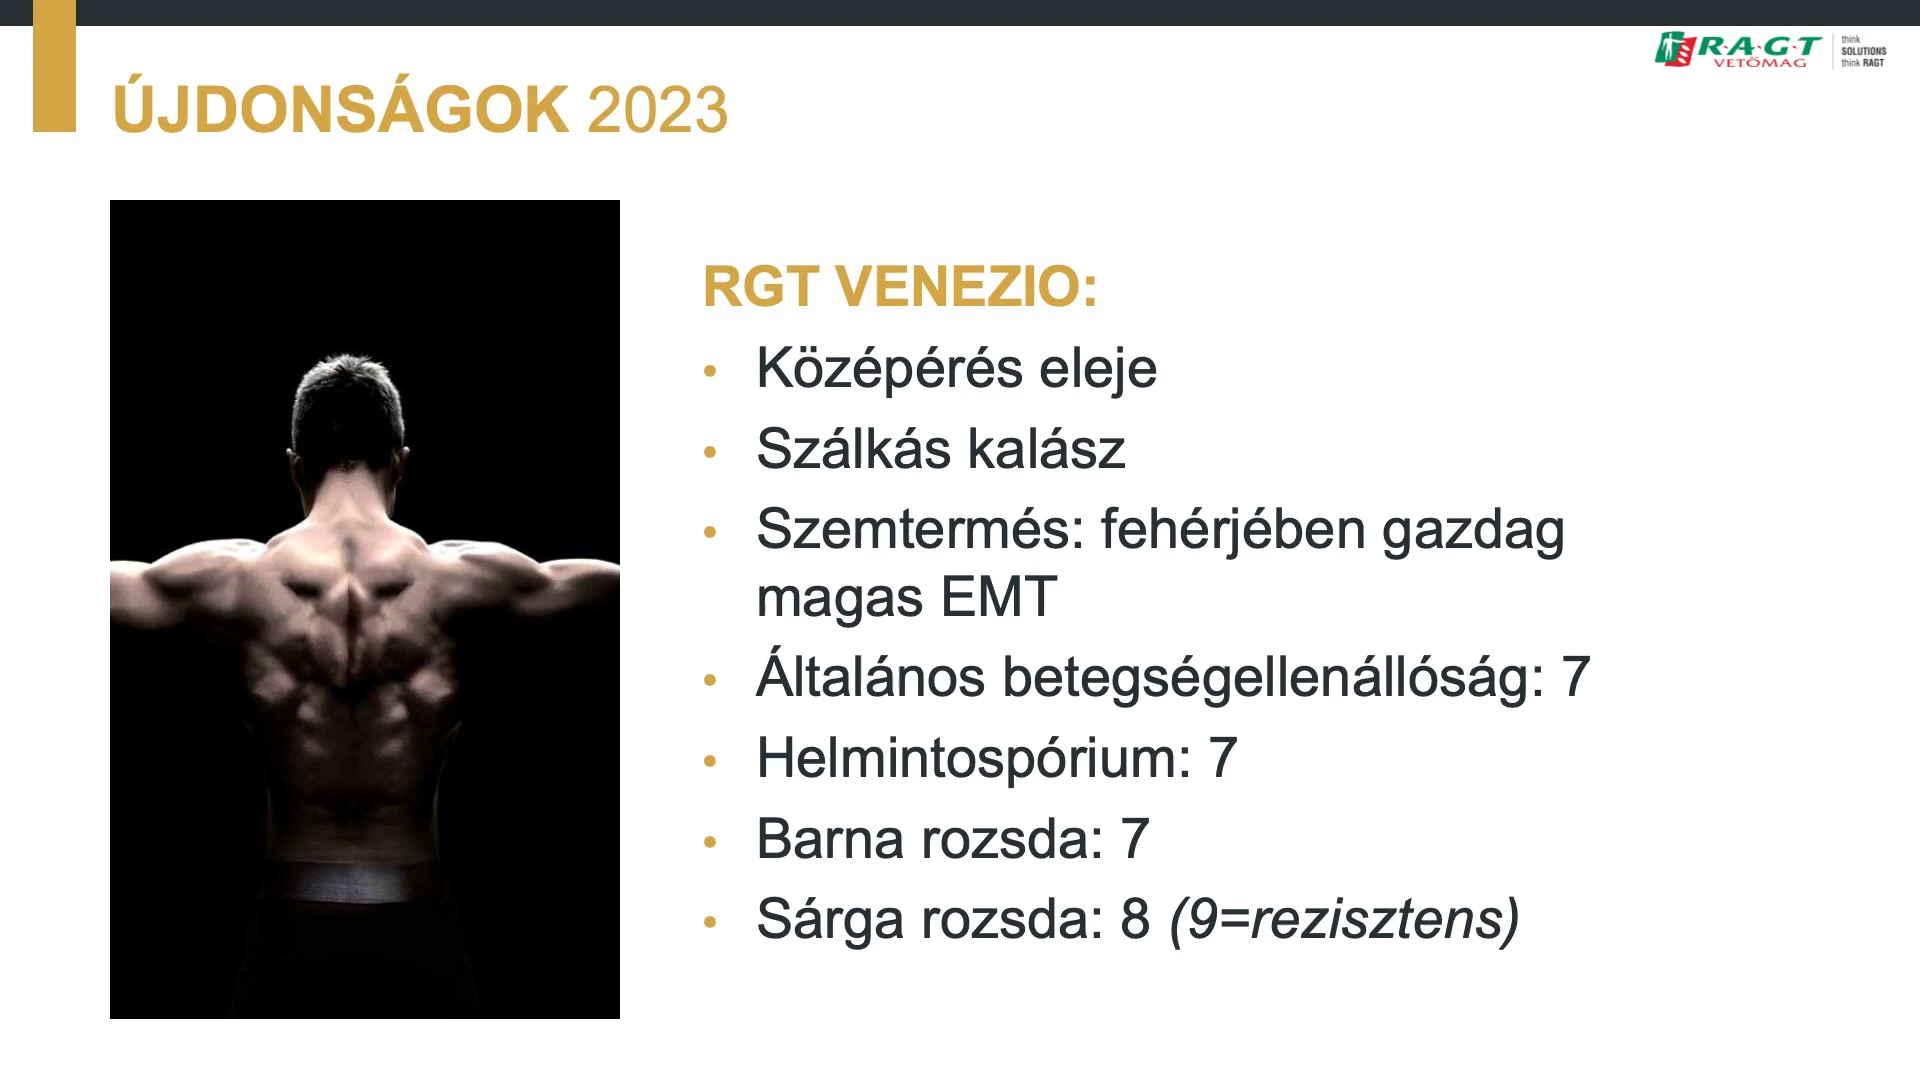 R·A·G·T
VETŐMAG
think
SOLUTIONS
think RAGT
ÚJDONSÁGOK 2023
RGT VENEZIO:
• Középérés eleje
• Szálkás kalász
• Szemtermés: fehérjében gazdag
magas EMT
• Általános betegségellenállóság: 7
• Helmintospórium: 7
• Barna rozsda: 7
• Sárga rozsda: 8 (9=rezisztens)